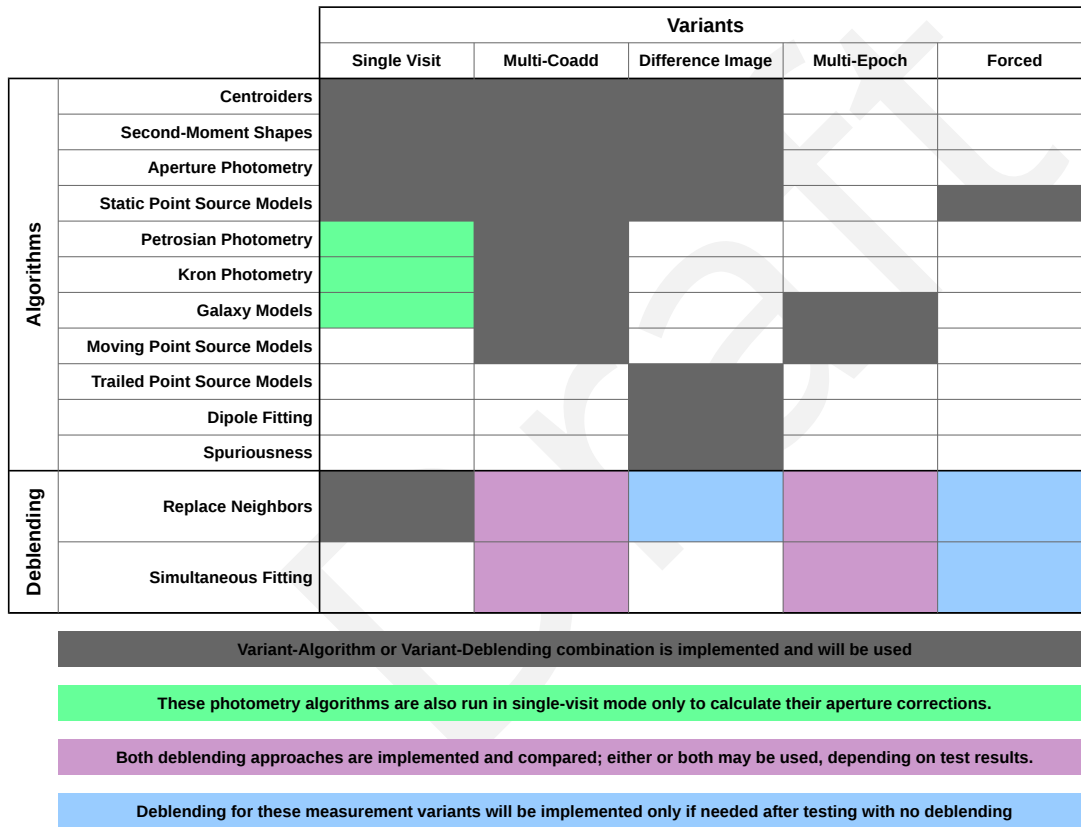 Variants
Single Visit Multi-Coadd Difference Image Multi-Epoch Forced
Algorithms
Centroiders
Second-Moment Shapes
Aperture Photometry
Static Point Source Models
Petrosian Photometry
Kron Photometry
Galaxy Models
Moving Point Source Models
Trailed Point Source Models
Dipole Fitting
Spuriousness
Deblending
Replace Neighbors
Simultaneous Fitting
Variant-Algorithm or Variant-Deblending combination is implemented and will be used
These photometry algorithms are also run in single-visit mode only to calculate their aperture corrections.
Both deblending approaches are implemented and compared; either or both may be used, depending on test results.
Deblending for these measurement variants will be implemented only if needed after testing with no deblending
Draft